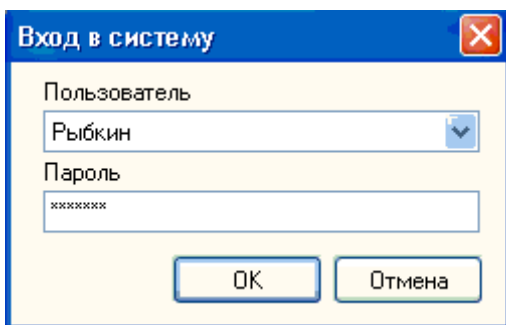 Вход в систему
Пользователь
Рыбкин
Пароль
*******
OK
Отмена